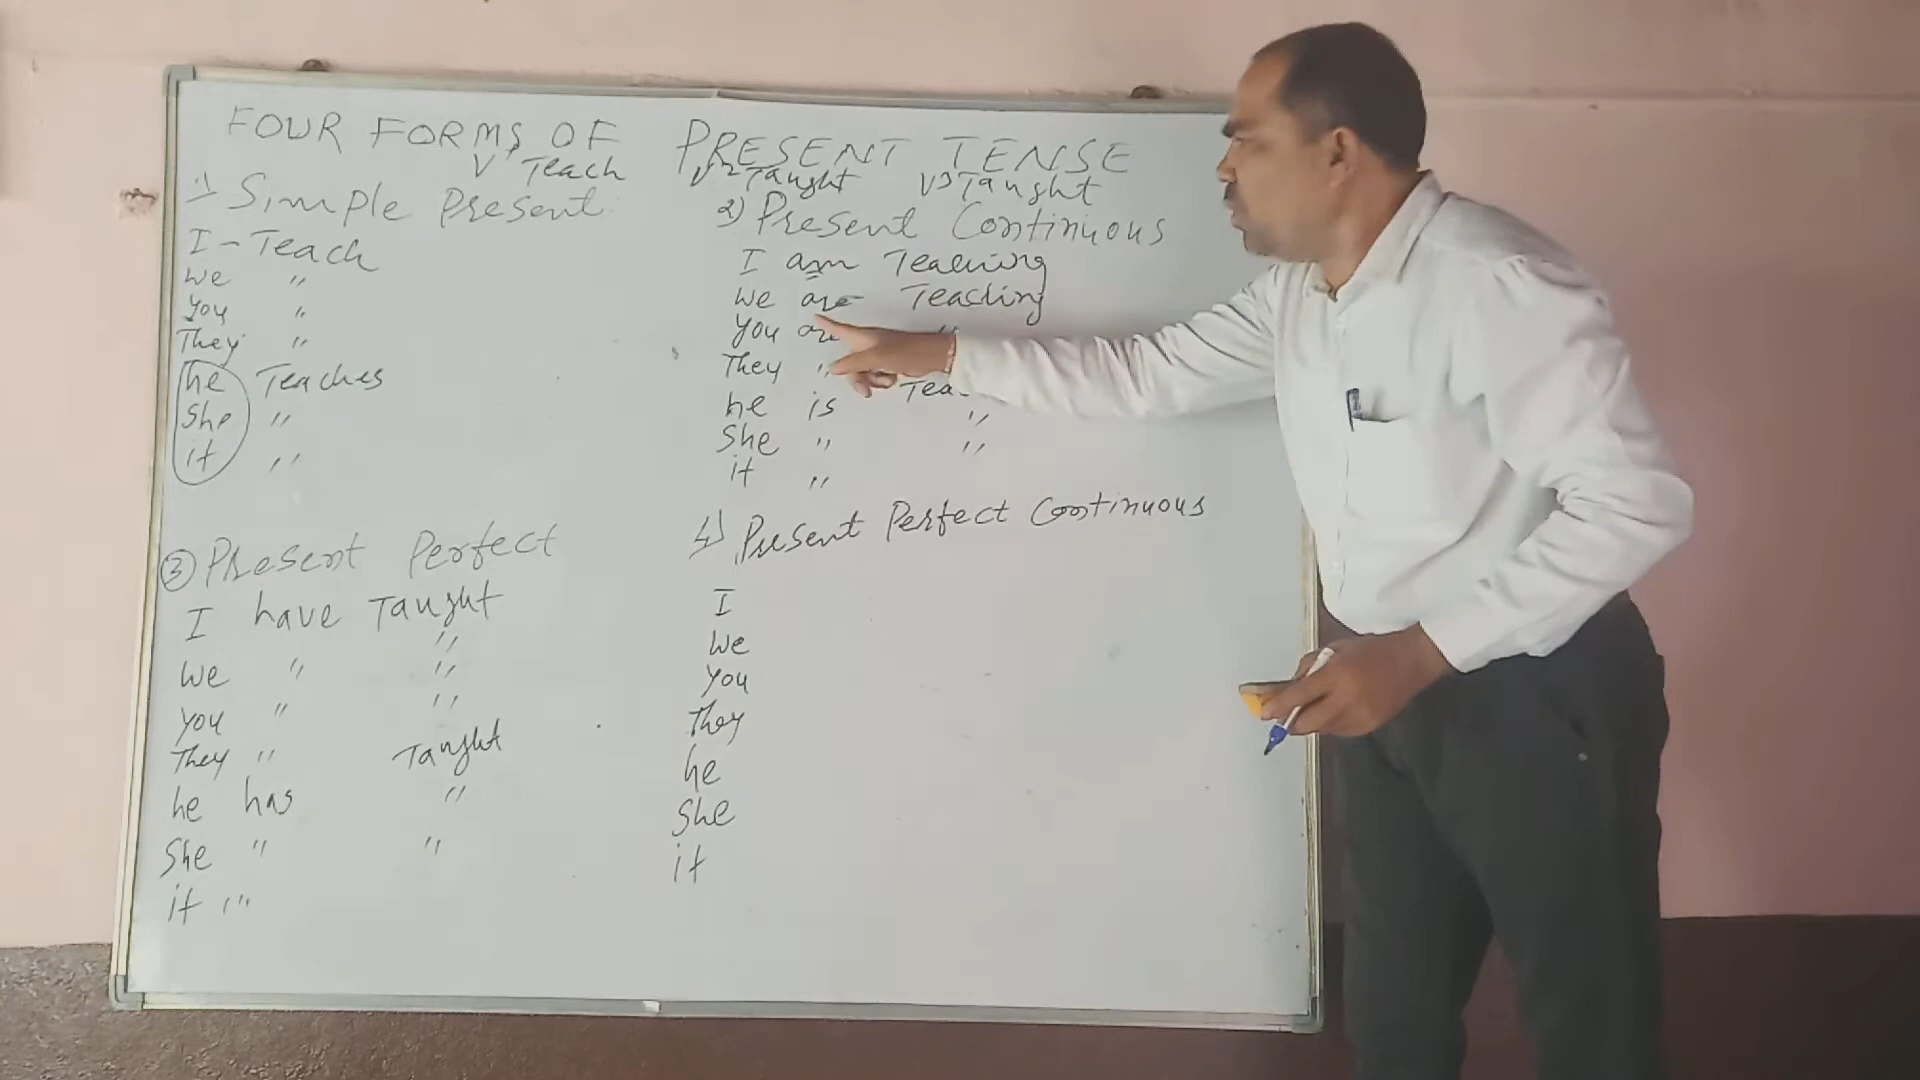 FOUR FORMS OF PRESENT TENSE
V1 Teach V2 Taught V3 Taught
1) Simple Present
I - Teach
We "
You "
They "
he Teaches
She "
it "
2) Present Continuous
I am Teaching
We are Teaching
You are "
They "
he is
She " "
it " "
③ Present Perfect
I have Taught
We " "
You " "
They " "
he has Taught
She " "
it " "
4) Present Perfect Continuous
I
We
You
They
he
She
it